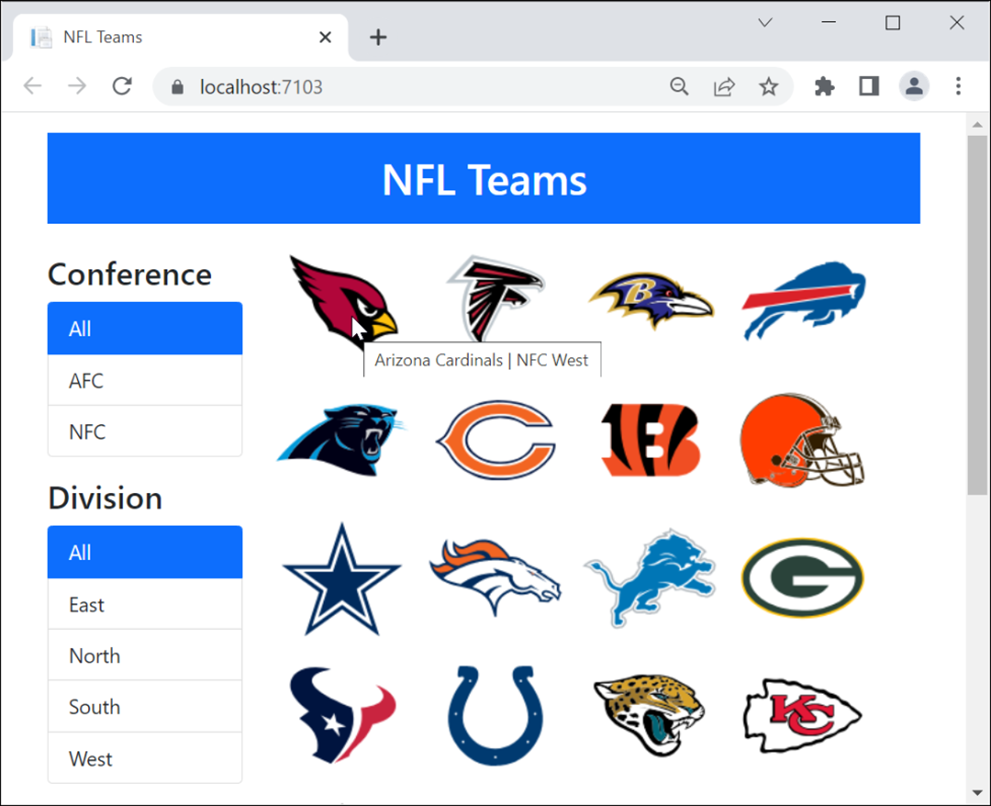 NFL Teams
localhost:7103
NFL Teams
Conference
All
AFC
NFC
Division
All
East
North
South
West
B
Arizona Cardinals | NFC West
C
B
G
KC